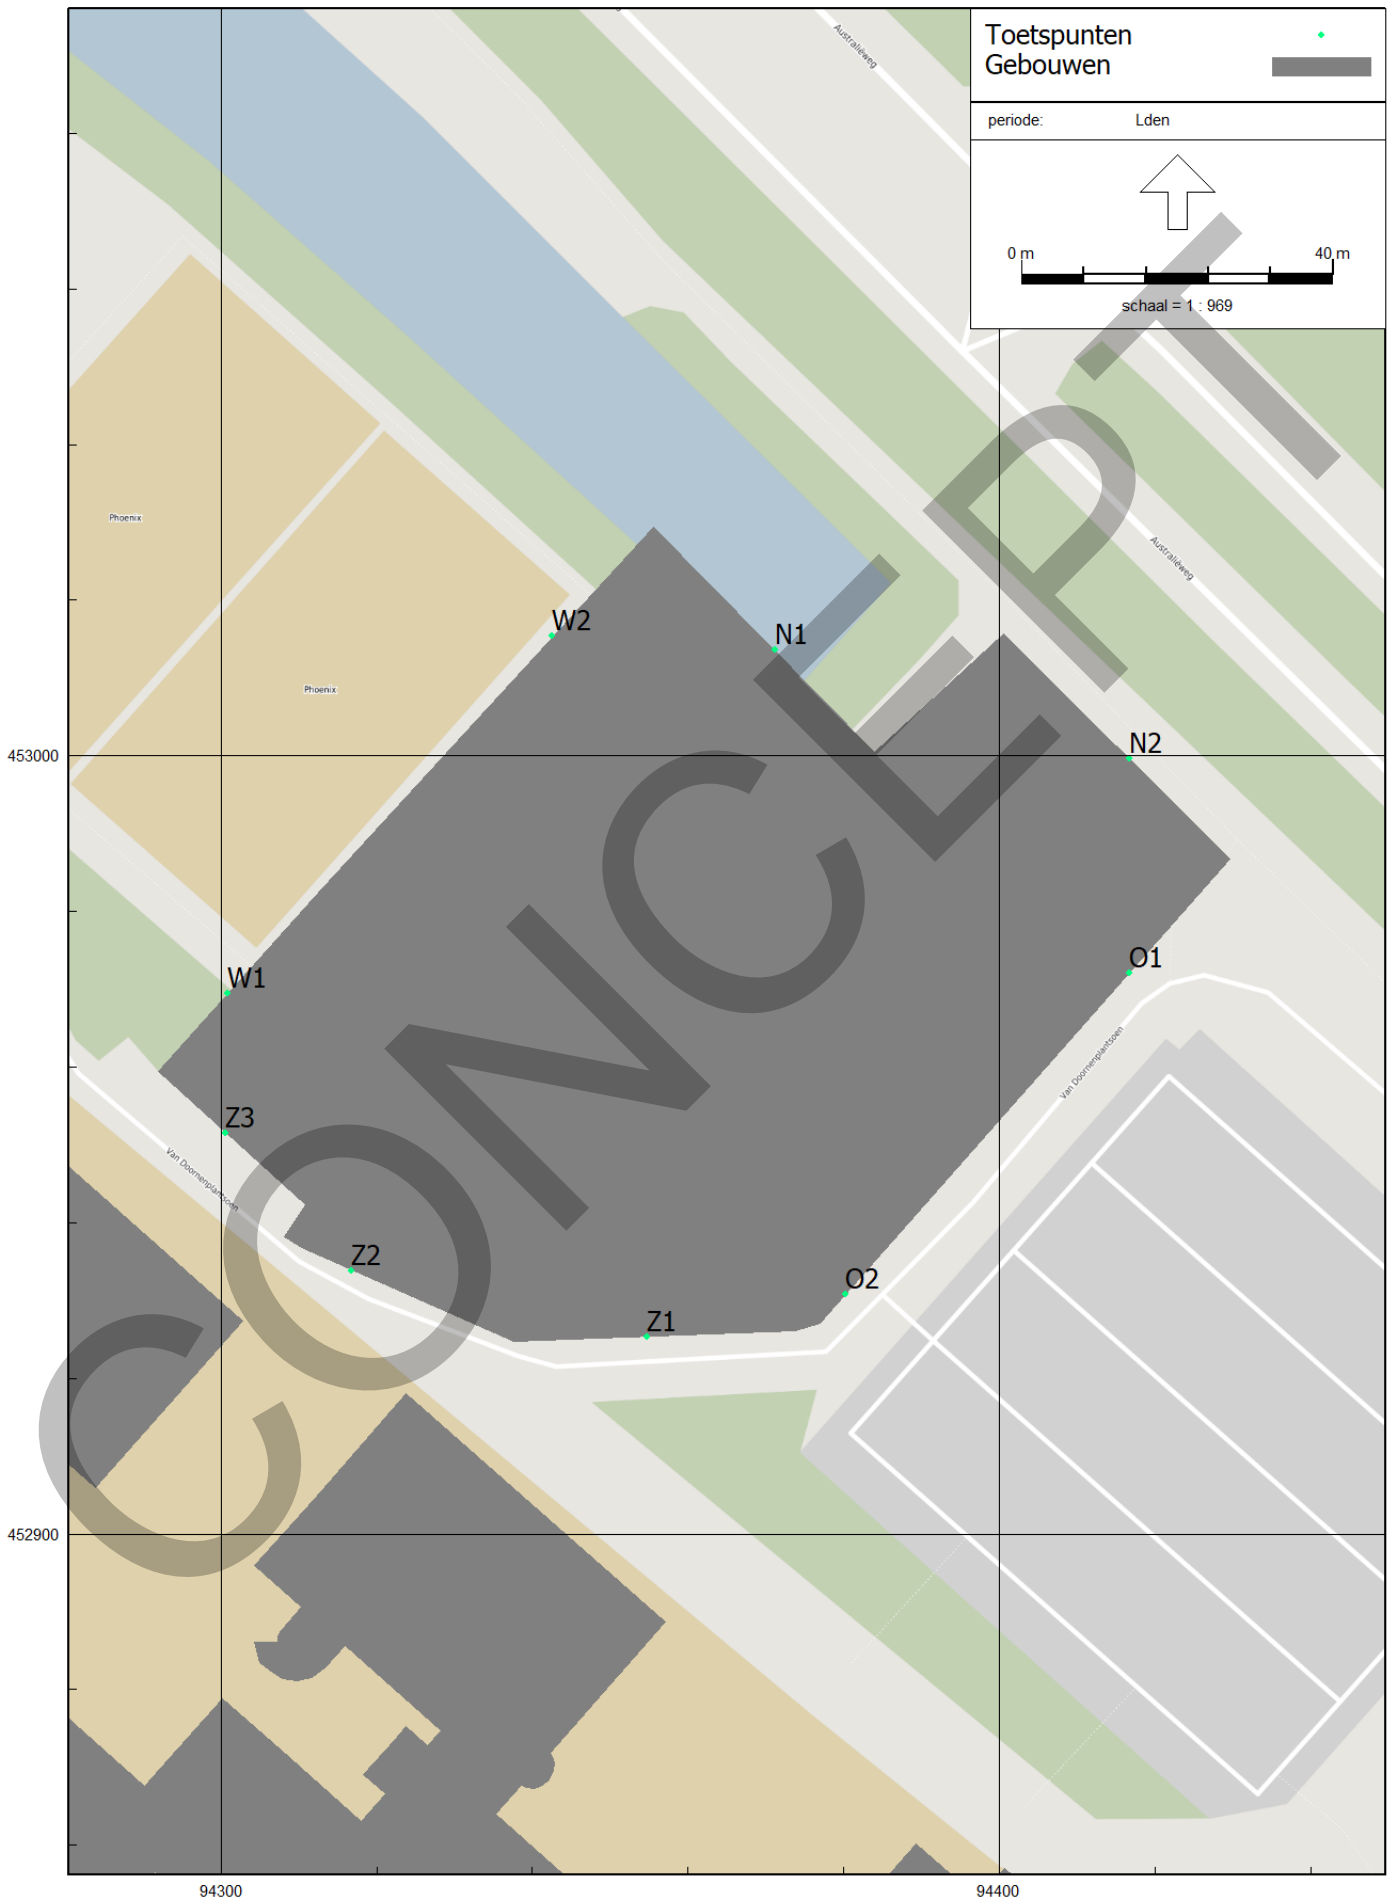 Toetspunten
Gebouwen
periode: Lden
0 m 40 m
schaal = 1 : 969
Australiëweg
Australiëweg
Phoenix
Phoenix
W2
N1
N2
453000
W1
O1
Van Doornenplantsoen
Z3
Van Doornenplantsoen
Z2
O2
Z1
452900
94300 94400
CONCEPT